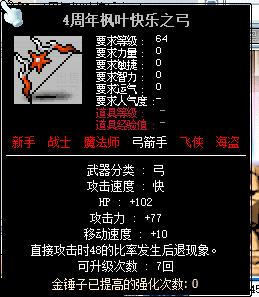 4周年枫叶快乐之弓
要求等级: 64
要求力量: 0
要求敏捷: 0
要求智力: 0
要求运气: 0
要求人气度: -
道具等级: -
道具经验值: -
新手 战士 魔法师 弓箭手 飞侠 海盗
武器分类 : 弓
攻击速度 : 快
HP : +102
攻击力 : +77
移动速度 : +10
直接攻击时48的比率发生后退现象。
可升级次数 : 7回
金锤子已提高的强化次数: 0